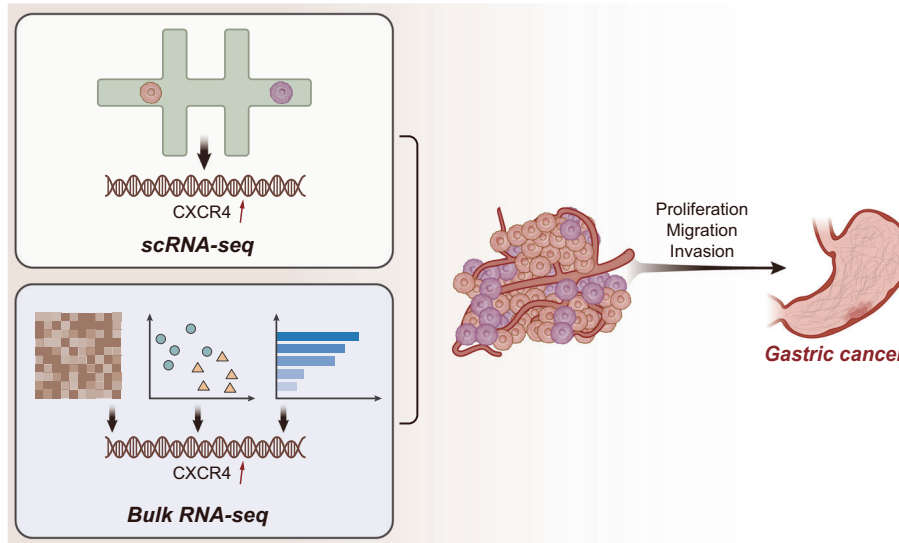 CXCR4
scRNA-seq
CXCR4
Bulk RNA-seq
Proliferation
Migration
Invasion
Gastric cancer